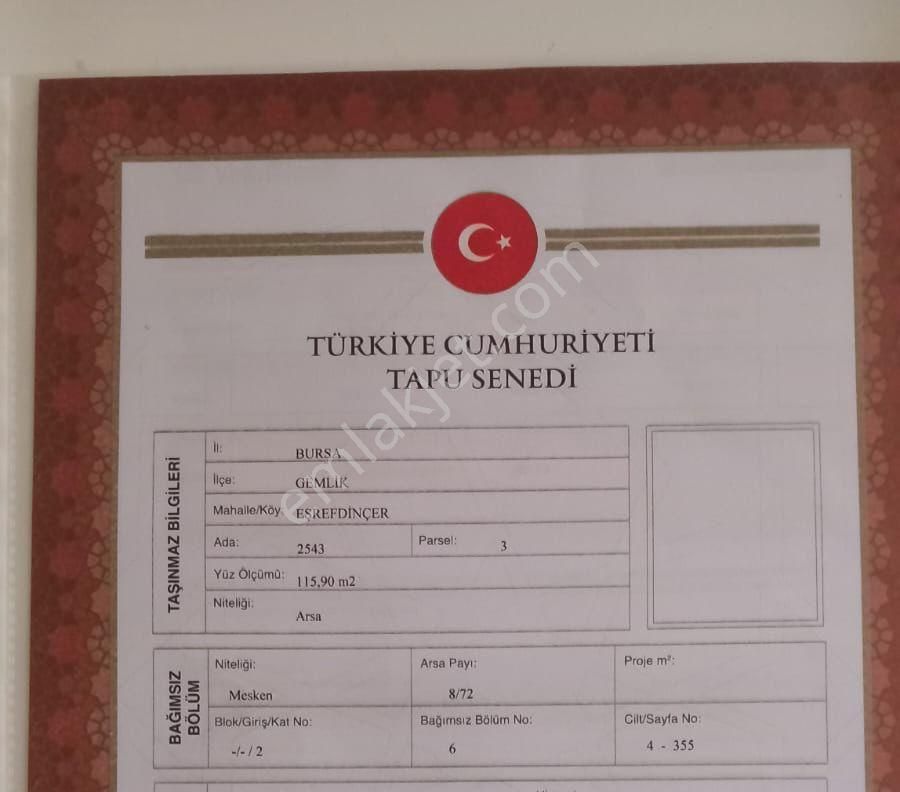 TÜRKİYE CUMHURİYETİ
TAPU SENEDİ
TAŞINMAZ BİLGİLERİ
İl: BURSA
İlçe: GEMLİK
Mahalle/Köy: EŞREFDİNÇER
Ada: 2543 Parsel: 3
Yüz Ölçümü: 115,90 m2
Niteliği: Arsa
BAĞIMSIZ
BÖLÜM
Niteliği: Arsa Payı: Proje m²:
Mesken 8/72
Blok/Giriş/Kat No: Bağımsız Bölüm No: Cilt/Sayfa No:
-/- / 2 6 4 - 355
emlakjet.com